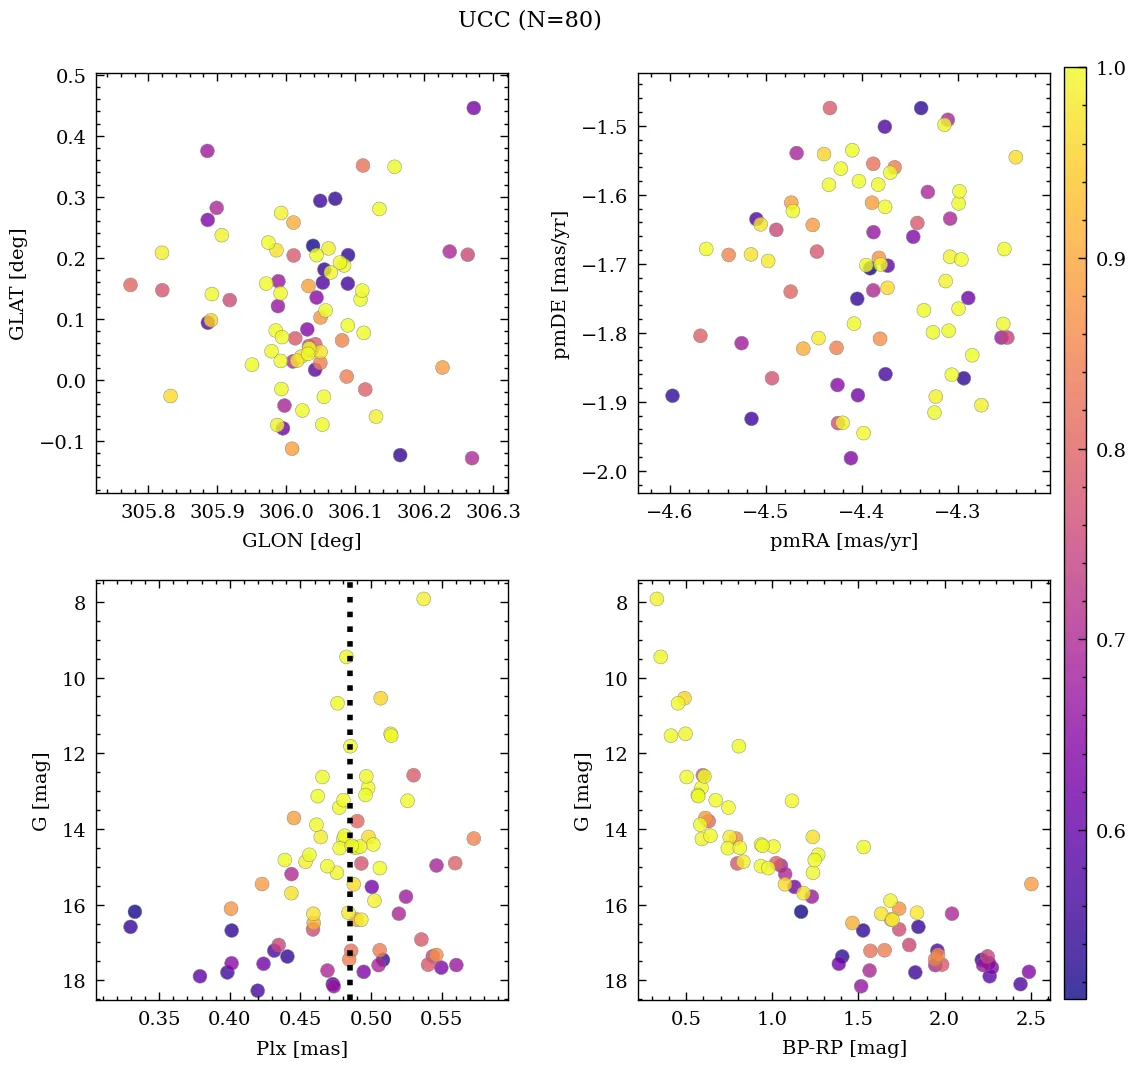 UCC (N=80)
0.5
0.4
0.3
0.2
0.1
0.0
−0.1
GLAT [deg]
305.8 305.9 306.0 306.1 306.2 306.3
GLON [deg]
−1.5
−1.6
−1.7
−1.8
−1.9
−2.0
pmDE [mas/yr]
−4.6 −4.5 −4.4 −4.3
pmRA [mas/yr]
8
10
12
14
16
18
G [mag]
0.35 0.40 0.45 0.50 0.55
Plx [mas]
8
10
12
14
16
18
G [mag]
0.5 1.0 1.5 2.0 2.5
BP-RP [mag]
1.0
0.9
0.8
0.7
0.6